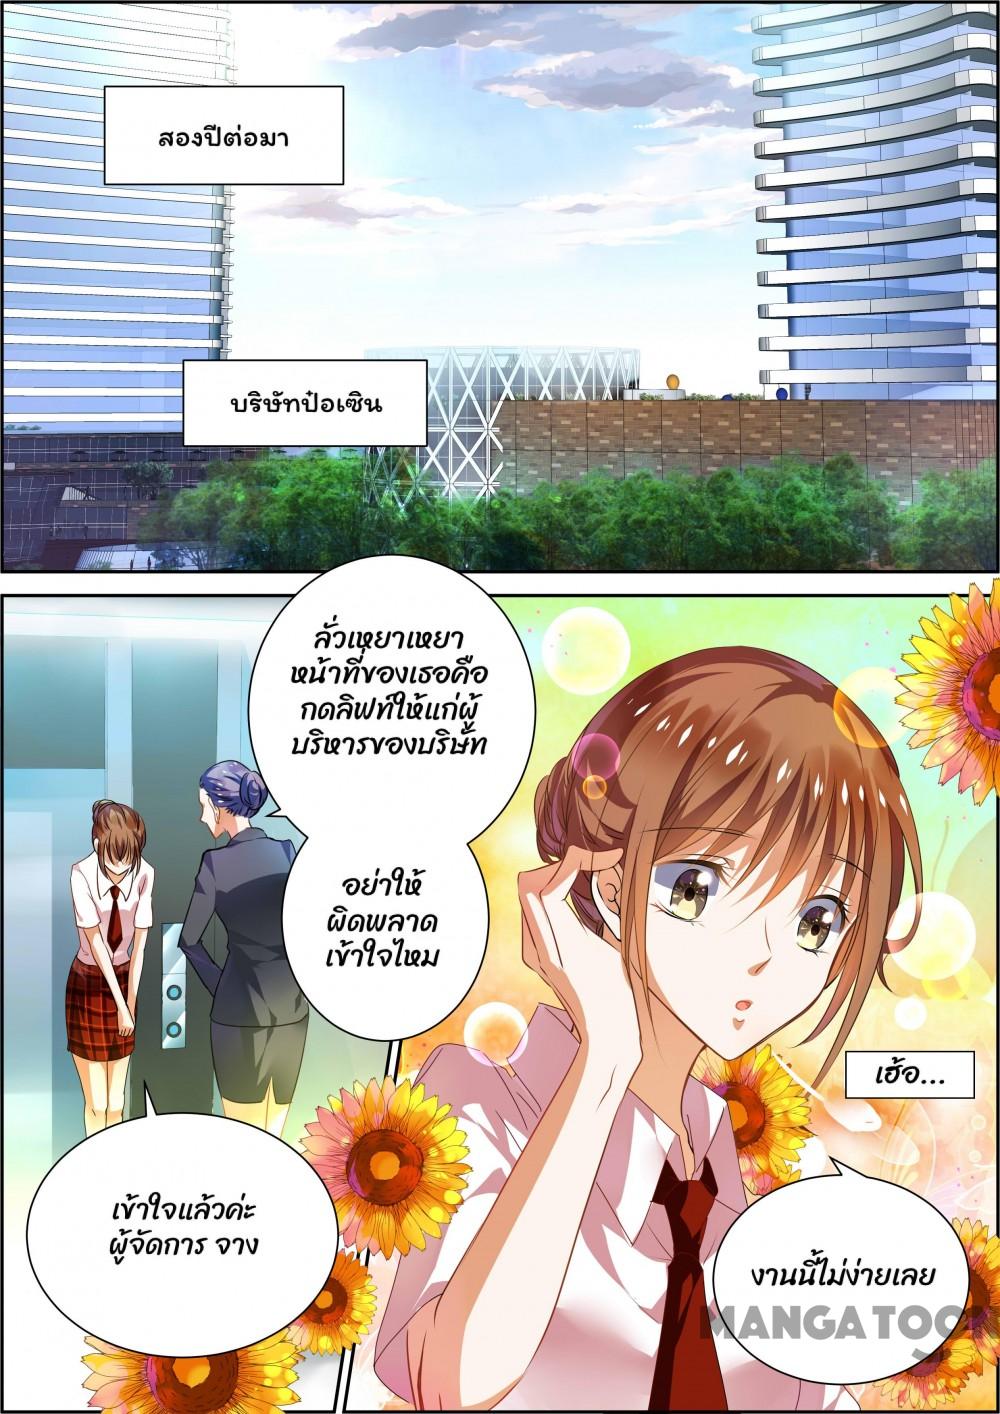 สองปีต่อมา
บริษัทป๋อเซิน
ลั่วเหยาเหยา
หน้าที่ของเธอคือ
กดลิฟท์ให้แก่ผู้
บริหารของบริษัท
อย่าให้
ผิดพลาด
เข้าใจไหม
เข้าใจแล้วค่ะ
ผู้จัดการ จาง
เฮ้อ...
งานนี้ไม่ง่ายเลย
MANGATOON